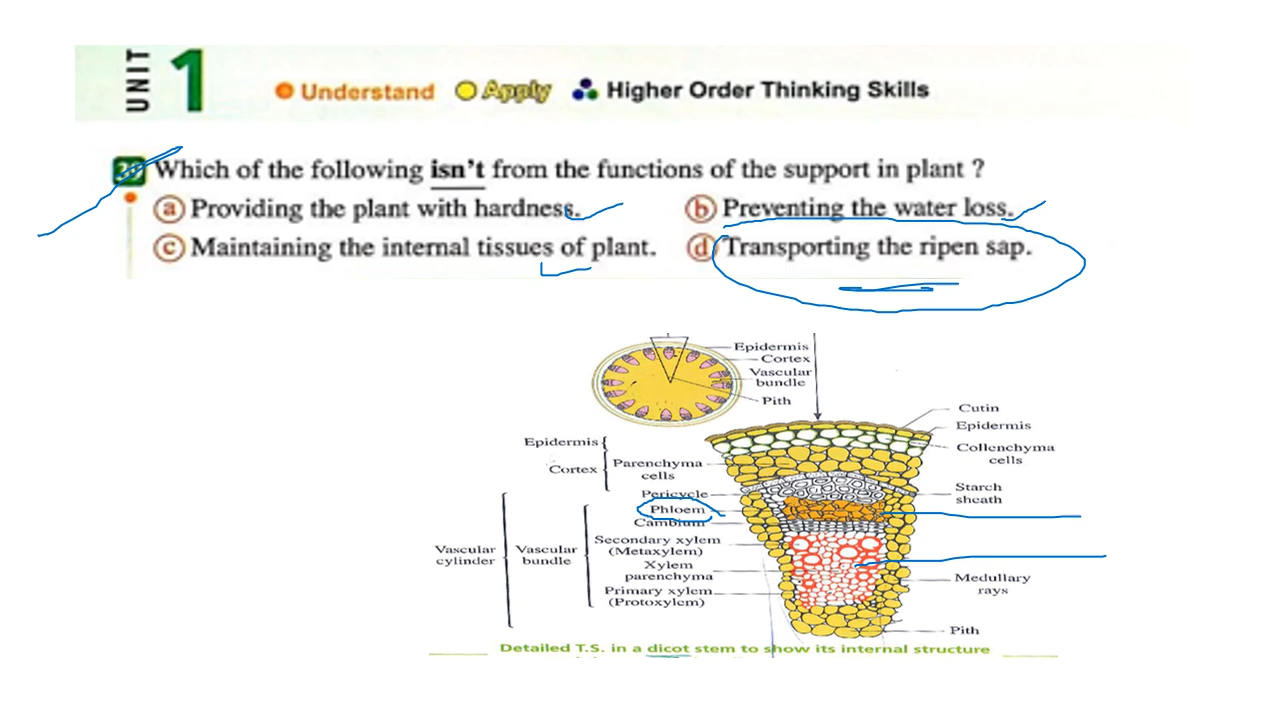 UNIT 1
Understand Apply Higher Order Thinking Skills
Which of the following isn't from the functions of the support in plant ?
a Providing the plant with hardness.
b Preventing the water loss.
c Maintaining the internal tissues of plant.
d Transporting the ripen sap.
Epidermis
Cortex
Vascular
bundle
Pith
Cutin
Epidermis
Collenchyma
cells
Starch
sheath
Medullary
rays
Pith
Epidermis
Cortex
Parenchyma
cells
Pericycle
Phloem
Cambium
Secondary xylem
(Metaxylem)
Xylem
parenchyma
Primary xylem
(Protoxylem)
Vascular
cylinder
Vascular
bundle
Detailed T.S. in a dicot stem to show its internal structure